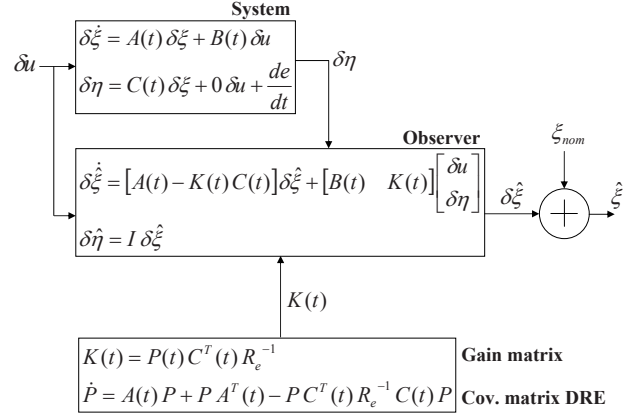 System
δξ̇ = A(t) δξ + B(t) δu
δη = C(t) δξ + 0 δu + de/dt
δu
δη
Observer
δξ̂̇ = [A(t) − K(t) C(t)] δξ̂ + [B(t) K(t)] [δu δη]
δη̂ = I δξ̂
δξ̂
ξ_nom
+
ξ̂
K(t)
K(t) = P(t) C^T(t) R_e^−1
Gain matrix
Ṗ = A(t) P + P A^T(t) − P C^T(t) R_e^−1 C(t) P
Cov. matrix DRE